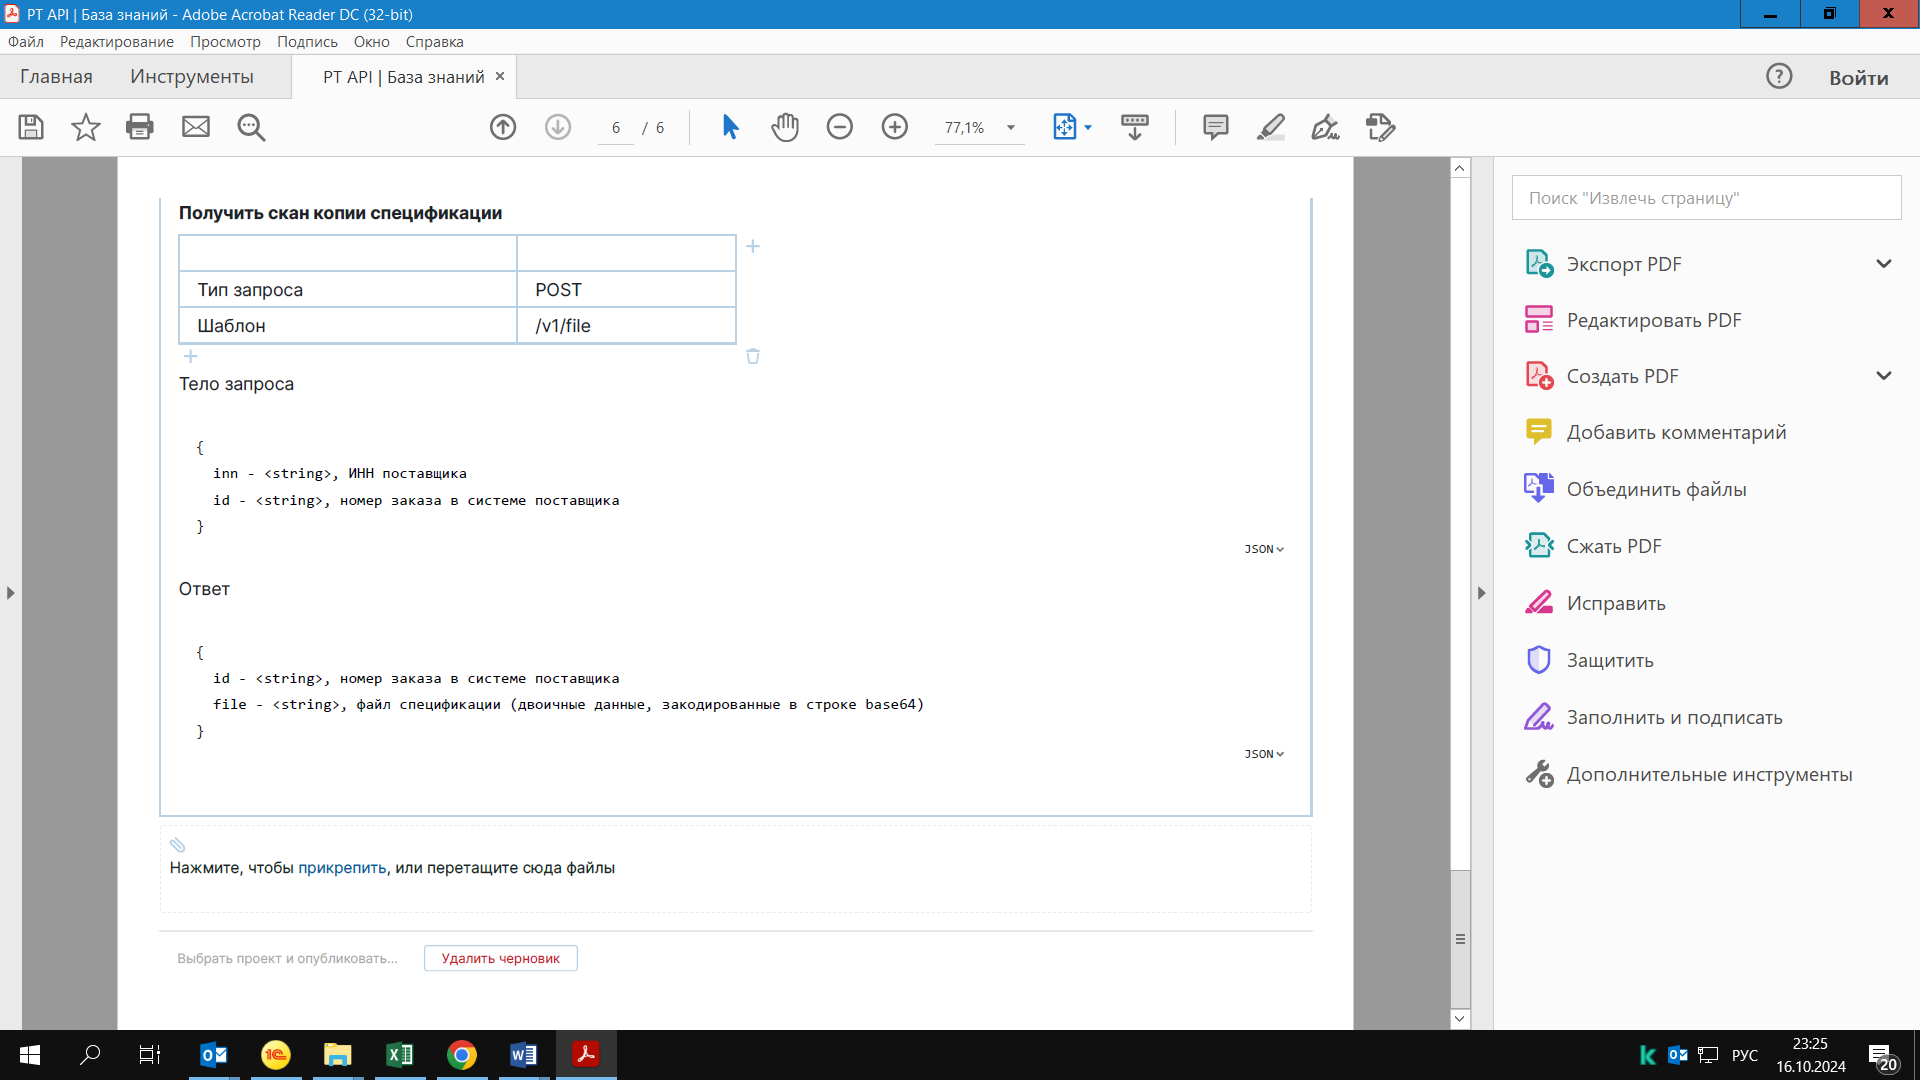 PT API | База знаний - Adobe Acrobat Reader DC (32-bit)
Файл Редактирование Просмотр Подпись Окно Справка
Главная Инструменты PT API | База знаний × ? Войти
6 / 6 77,1%
Поиск "Извлечь страницу"
Экспорт PDF
Редактировать PDF
Создать PDF
Добавить комментарий
Объединить файлы
Сжать PDF
Исправить
Защитить
Заполнить и подписать
Дополнительные инструменты
Получить скан копии спецификации
Тип запроса POST
Шаблон /v1/file
Тело запроса
{
inn - <string>, ИНН поставщика
id - <string>, номер заказа в системе поставщика
}
JSON
Ответ
{
id - <string>, номер заказа в системе поставщика
file - <string>, файл спецификации (двоичные данные, закодированные в строке base64)
}
JSON
Нажмите, чтобы прикрепить, или перетащите сюда файлы
Выбрать проект и опубликовать... Удалить черновик
РУС
23:25
16.10.2024
20